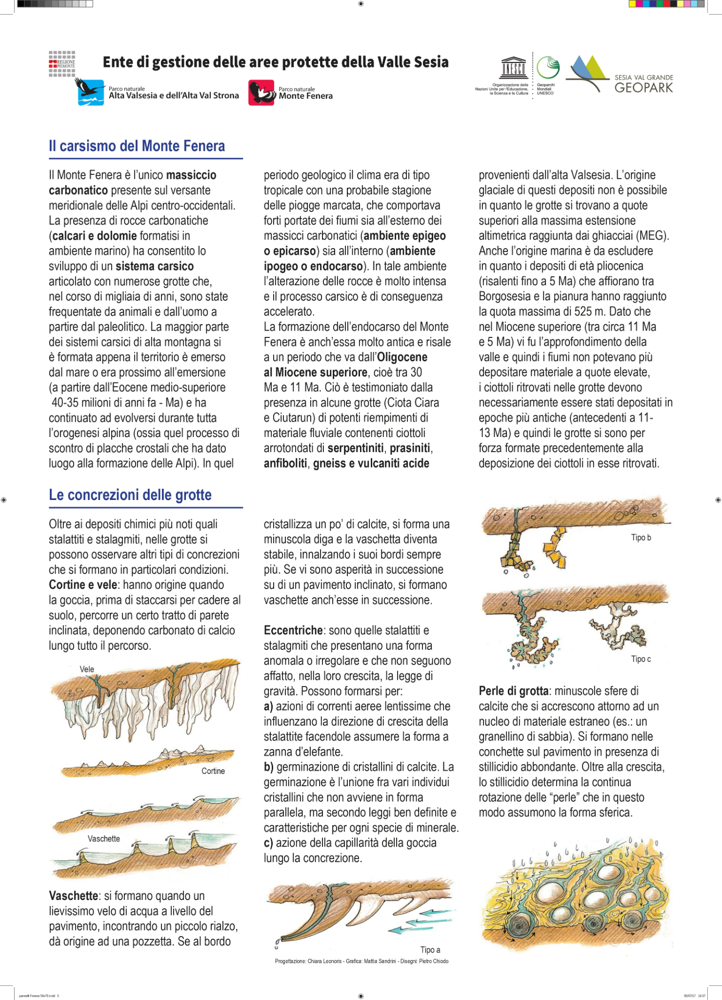 REGIONE
PIEMONTE
Ente di gestione delle aree protette della Valle Sesia
Parco naturale
Alta Valsesia e dell'Alta Val Strona
Parco naturale
Monte Fenera
UNESCO
Organizzazione delle
Nazioni Unite per l'Educazione,
la Scienza e la Cultura
Geoparchi
Mondiali
UNESCO
SESIA VAL GRANDE
GEOPARK
Il carsismo del Monte Fenera
Il Monte Fenera è l'unico massiccio
carbonatico presente sul versante
meridionale delle Alpi centro-occidentali.
La presenza di rocce carbonatiche
(calcari e dolomie formatisi in
ambiente marino) ha consentito lo
sviluppo di un sistema carsico
articolato con numerose grotte che,
nel corso di migliaia di anni, sono state
frequentate da animali e dall'uomo a
partire dal paleolitico. La maggior parte
dei sistemi carsici di alta montagna si
è formata appena il territorio è emerso
dal mare o era prossimo all'emersione
(a partire dall'Eocene medio-superiore
40-35 milioni di anni fa - Ma) e ha
continuato ad evolversi durante tutta
l'orogenesi alpina (ossia quel processo di
scontro di placche crostali che ha dato
luogo alla formazione delle Alpi). In quel
periodo geologico il clima era di tipo
tropicale con una probabile stagione
delle piogge marcata, che comportava
forti portate dei fiumi sia all'esterno dei
massicci carbonatici (ambiente epigeo
o epicarso) sia all'interno (ambiente
ipogeo o endocarso). In tale ambiente
l'alterazione delle rocce è molto intensa
e il processo carsico è di conseguenza
accelerato.
La formazione dell'endocarso del Monte
Fenera è anch'essa molto antica e risale
a un periodo che va dall'Oligocene
al Miocene superiore, cioè tra 30
Ma e 11 Ma. Ciò è testimoniato dalla
presenza in alcune grotte (Ciota Ciara
e Ciutarun) di potenti riempimenti di
materiale fluviale contenenti ciottoli
arrotondati di serpentiniti, prasiniti,
anfiboliti, gneiss e vulcaniti acide
provenienti dall'alta Valsesia. L'origine
glaciale di questi depositi non è possibile
in quanto le grotte si trovano a quote
superiori alla massima estensione
altimetrica raggiunta dai ghiacciai (MEG).
Anche l'origine marina è da escludere
in quanto i depositi di età pliocenica
(risalenti fino a 5 Ma) che affiorano tra
Borgosesia e la pianura hanno raggiunto
la quota massima di 525 m. Dato che
nel Miocene superiore (tra circa 11 Ma
e 5 Ma) vi fu l'approfondimento della
valle e quindi i fiumi non potevano più
depositare materiale a quote elevate,
i ciottoli ritrovati nelle grotte devono
necessariamente essere stati depositati in
epoche più antiche (antecedenti a 11-
13 Ma) e quindi le grotte si sono per
forza formate precedentemente alla
deposizione dei ciottoli in esse ritrovati.
Le concrezioni delle grotte
Oltre ai depositi chimici più noti quali
stalattiti e stalagmiti, nelle grotte si
possono osservare altri tipi di concrezioni
che si formano in particolari condizioni.
Cortine e vele: hanno origine quando
la goccia, prima di staccarsi per cadere al
suolo, percorre un certo tratto di parete
inclinata, deponendo carbonato di calcio
lungo tutto il percorso.
Vele
Cortine
Vaschette
Vaschette: si formano quando un
lievissimo velo di acqua a livello del
pavimento, incontrando un piccolo rialzo,
dà origine ad una pozzetta. Se al bordo
cristallizza un po' di calcite, si forma una
minuscola diga e la vaschetta diventa
stabile, innalzando i suoi bordi sempre
più. Se vi sono asperità in successione
su di un pavimento inclinato, si formano
vaschette anch'esse in successione.
Eccentriche: sono quelle stalattiti e
stalagmiti che presentano una forma
anomala o irregolare e che non seguono
affatto, nella loro crescita, la legge di
gravità. Possono formarsi per:
a) azioni di correnti aeree lentissime che
influenzano la direzione di crescita della
stalattite facendole assumere la forma a
zanna d'elefante.
b) germinazione di cristallini di calcite. La
germinazione è l'unione fra vari individui
cristallini che non avviene in forma
parallela, ma secondo leggi ben definite e
caratteristiche per ogni specie di minerale.
c) azione della capillarità della goccia
lungo la concrezione.
Tipo a
Progettazione: Chiara Leonoris - Grafica: Mattia Sandrini - Disegni: Pietro Chiodo
Tipo b
Tipo c
Perle di grotta: minuscole sfere di
calcite che si accrescono attorno ad un
nucleo di materiale estraneo (es.: un
granellino di sabbia). Si formano nelle
conchette sul pavimento in presenza di
stillicidio abbondante. Oltre alla crescita,
lo stillicidio determina la continua
rotazione delle “perle” che in questo
modo assumono la forma sferica.
pannelli Fenera 50x70.indd 5
05/07/17 14:37